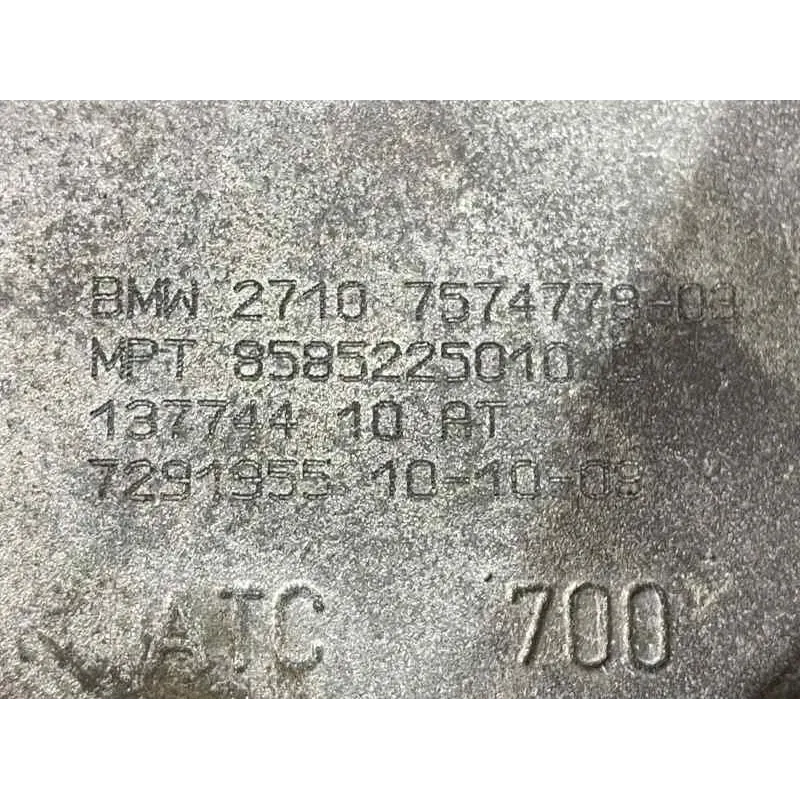 BMW 2710 7574779-03
MPT 8585225010
137744 10 AT
7291955 10-10-09
ATC 700